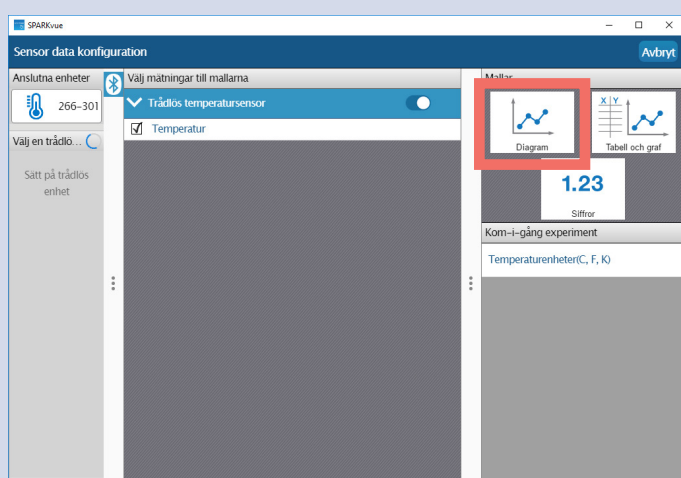 SPARKvue
Sensor data konfiguration
Avbryt
Anslutna enheter
266-301
Välj en trådlö...
Sätt på trådlös
enhet
Välj mätningar till mallarna
Trådlös temperatursensor
Temperatur
Mallar
Diagram
X Y
Tabell och graf
1.23
Siffror
Kom-i-gång experiment
Temperaturenheter(C, F, K)